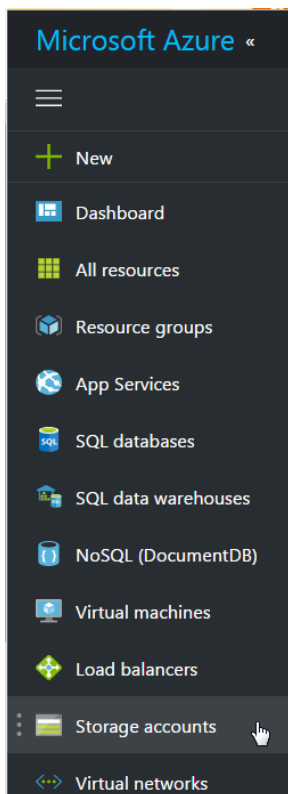 Microsoft Azure «
New
Dashboard
All resources
Resource groups
App Services
SQL databases
SQL data warehouses
NoSQL (DocumentDB)
Virtual machines
Load balancers
Storage accounts
Virtual networks